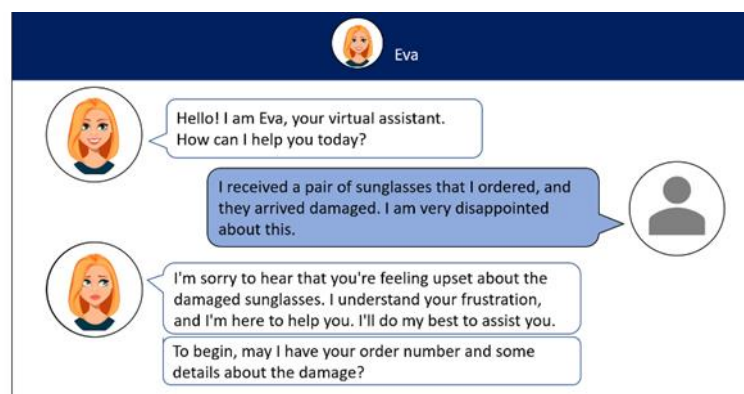 Eva
Hello! I am Eva, your virtual assistant.
How can I help you today?
I received a pair of sunglasses that I ordered, and
they arrived damaged. I am very disappointed
about this.
I'm sorry to hear that you're feeling upset about the
damaged sunglasses. I understand your frustration,
and I'm here to help you. I'll do my best to assist you.
To begin, may I have your order number and some
details about the damage?